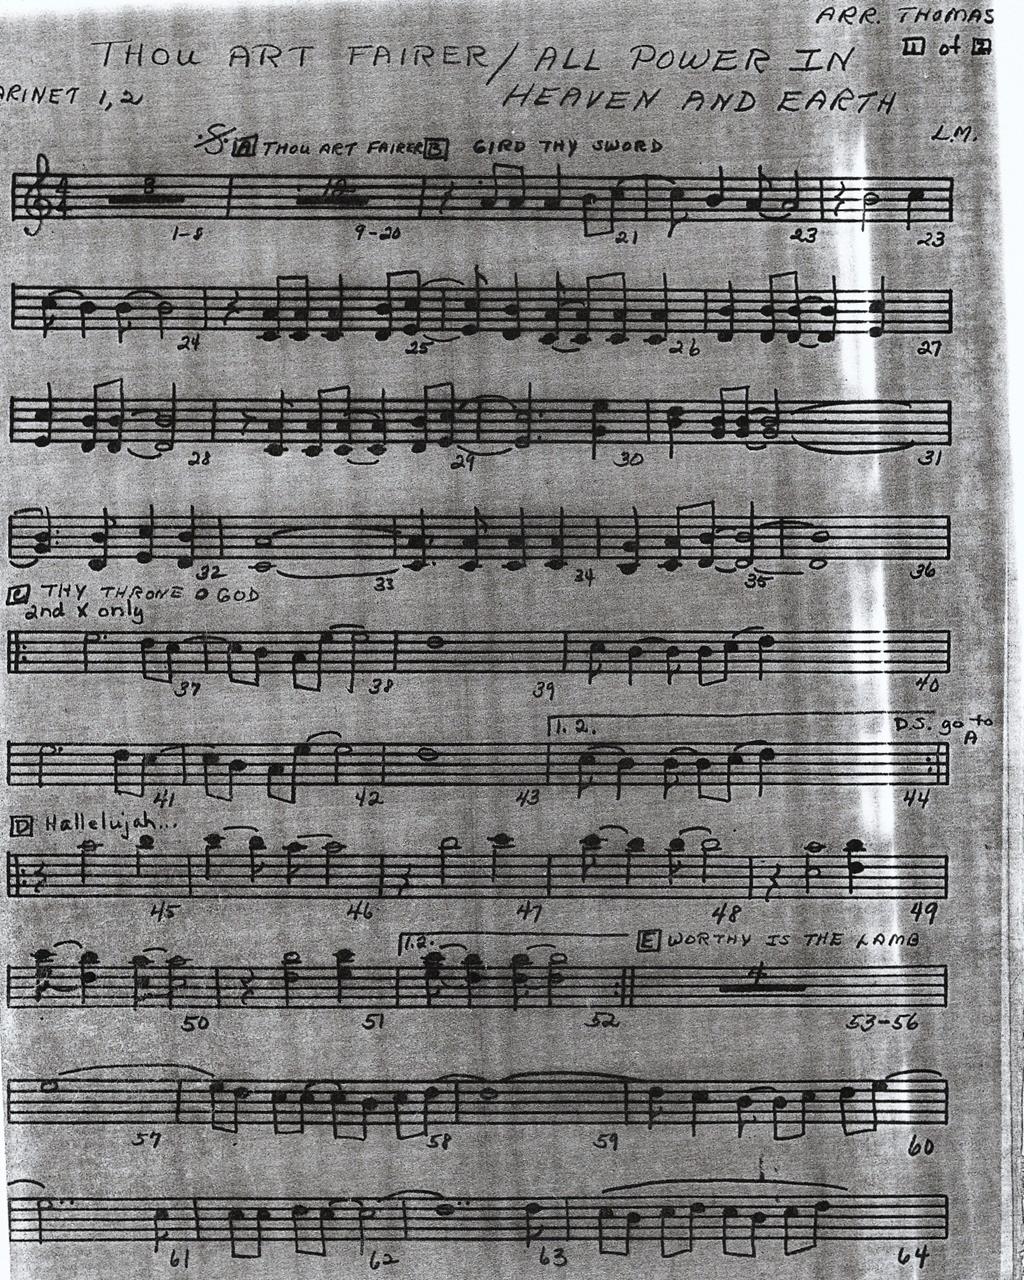 ARR. THOMAS
THOU ART FAIRER / ALL POWER IN
1 of 2
ARINET 1, 2
HEAVEN AND EARTH
L.M.
A THOU ART FAIRER B GIRD THY SWORD
4 4 8 12
1-8 9-20 21 23 23
24 25 26 27
28 29 30 31
32 33 34 35 36
C THY THRONE O GOD
2nd X only
37 38 39 40
1. 2. D.S. go to
A
41 42 43 44
D Hallelujah...
45 46 47 48 49
1.2. E WORTHY IS THE LAMB
4
50 51 52 53-56
57 58 59 60
61 62 63 64